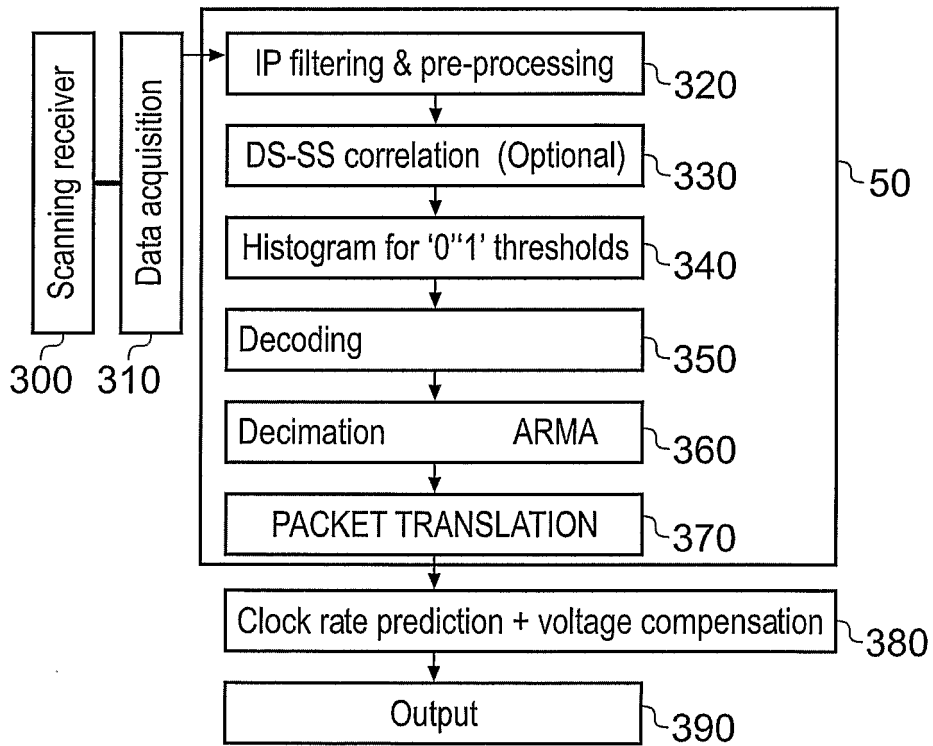 Scanning receiver
300
Data acquisition
310
IP filtering & pre-processing
320
DS-SS correlation (Optional)
330
50
Histogram for ‘0’‘1’ thresholds
340
Decoding
350
Decimation ARMA
360
PACKET TRANSLATION
370
Clock rate prediction + voltage compensation
380
Output
390